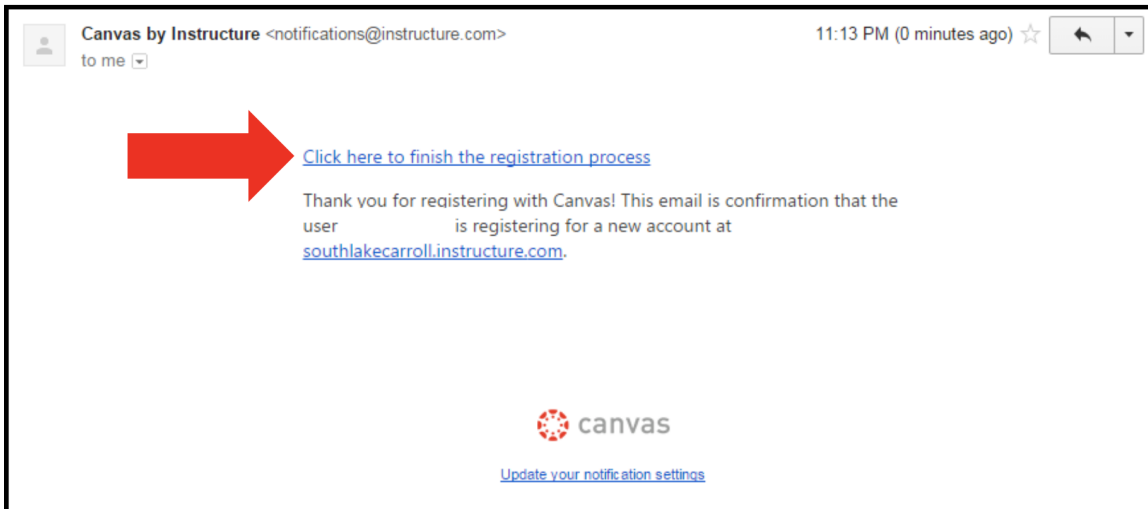 Canvas by Instructure <notifications@instructure.com> 11:13 PM (0 minutes ago)
to me
Click here to finish the registration process
Thank you for registering with Canvas! This email is confirmation that the
user is registering for a new account at
southlakecarroll.instructure.com.
canvas
Update your notification settings